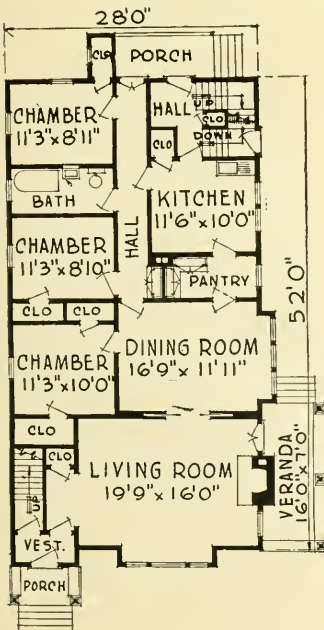 28'0"
CLO
PORCH
CHAMBER
11'3"x8'11"
HALL
UP
CLO
DOWN
CLO
BATH
KITCHEN
11'6"x10'0"
CHAMBER
11'3"x8'10"
HALL
PANTRY
52'0"
CLO
CLO
CHAMBER
11'3"x10'0"
DINING ROOM
16'9"x11'11"
CLO
CLO
LIVING ROOM
19'9"x16'0"
VERANDA
16'0"x7'0"
UP
VEST.
PORCH